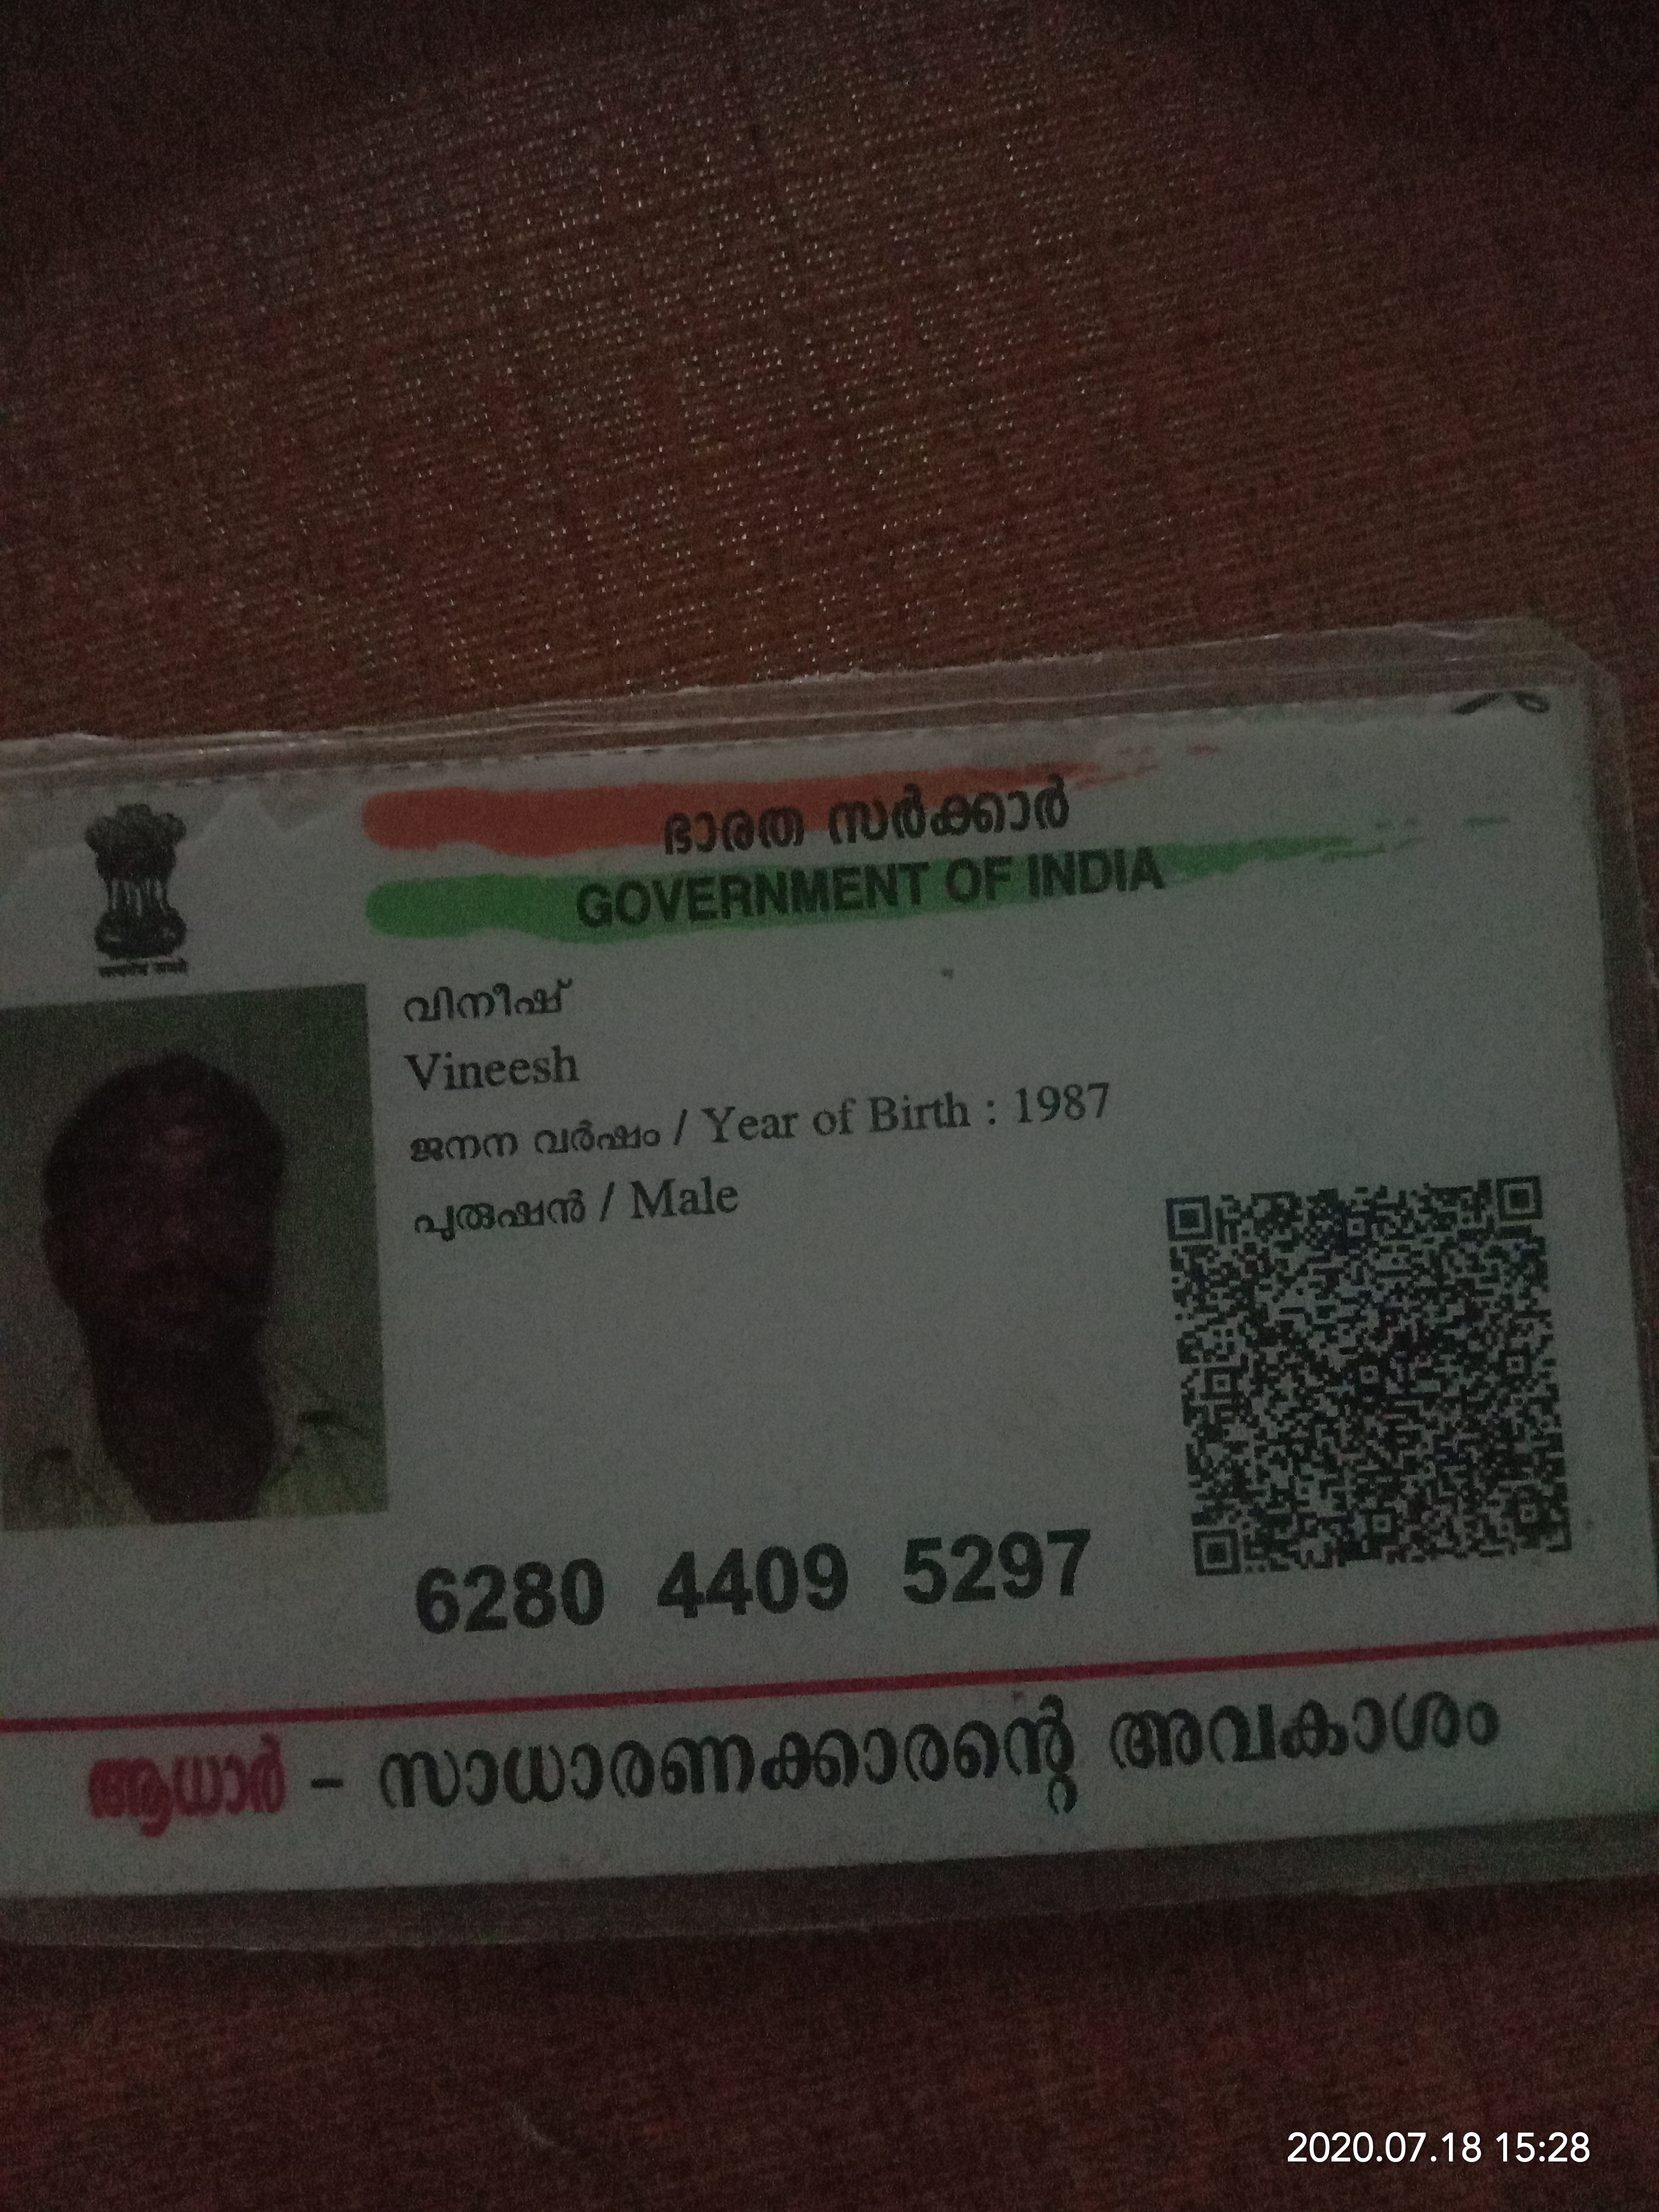 ഭാരത സർക്കാർ
GOVERNMENT OF INDIA
വിനീഷ്
Vineesh
ജനന വർഷം / Year of Birth : 1987
പുരുഷൻ / Male
6280 4409 5297
ആധാർ – സാധാരണക്കാരന്റെ അവകാശം
2020.07.18 15:28